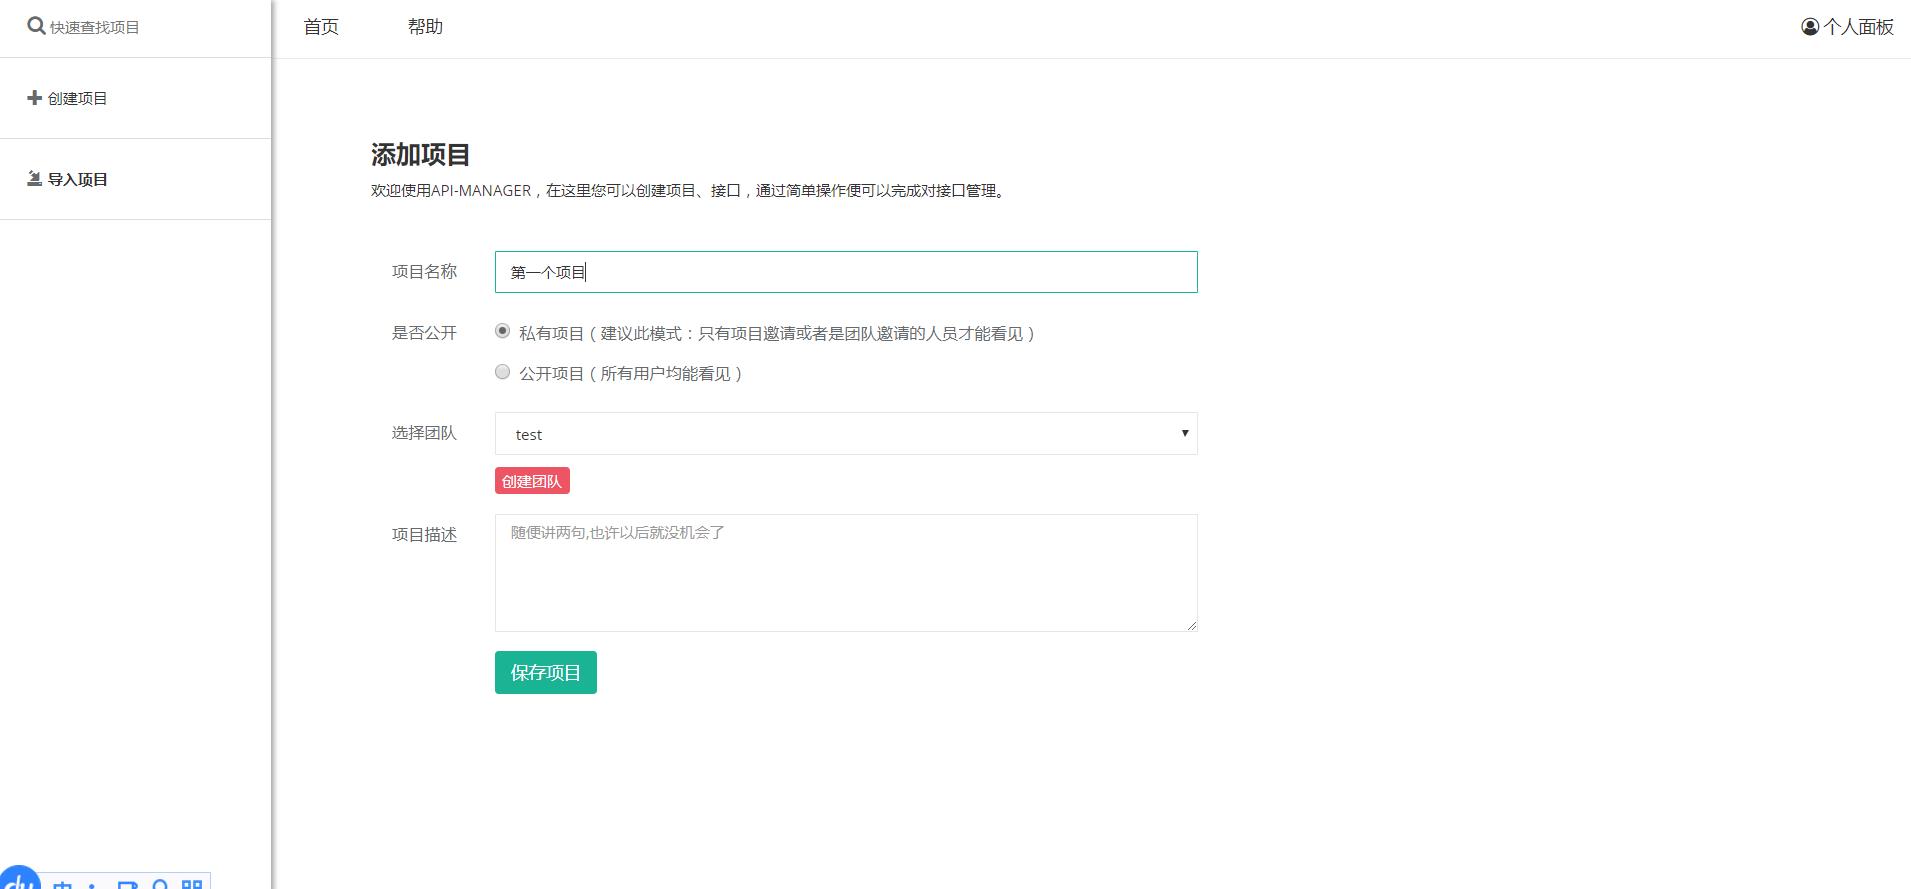 快速查找项目
首页
帮助
个人面板
创建项目
导入项目
添加项目
欢迎使用API-MANAGER，在这里您可以创建项目、接口，通过简单操作便可以完成对接口管理。
项目名称
第一个项目
是否公开
私有项目（建议此模式：只有项目邀请或者是团队邀请的人员才能看见）
公开项目（所有用户均能看见）
选择团队
test
创建团队
项目描述
随便讲两句,也许以后就没机会了
保存项目